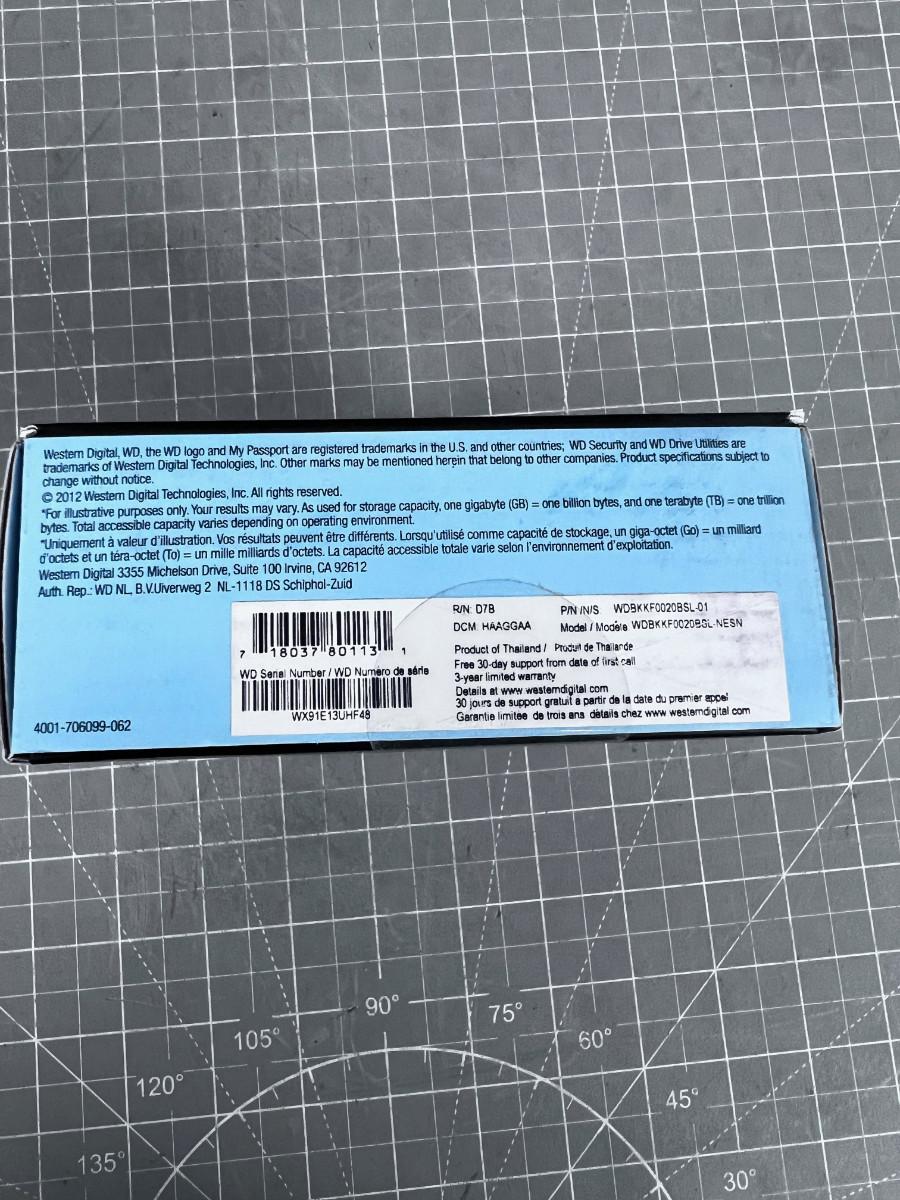 Western Digital, WD, the WD logo and My Passport are registered trademarks in the U.S. and other countries; WD Security and WD Drive Utilities are
trademarks of Western Digital Technologies, Inc. Other marks may be mentioned herein that belong to other companies. Product specifications subject to
change without notice.
© 2012 Western Digital Technologies, Inc. All rights reserved.
*For illustrative purposes only. Your results may vary. As used for storage capacity, one gigabyte (GB) = one billion bytes, and one terabyte (TB) = one trillion
bytes. Total accessible capacity varies depending on operating environment.
*Uniquement à valeur d'illustration. Vos résultats peuvent être différents. Lorsqu'utilisé comme capacité de stockage, un giga-octet (Go) = un milliard
d'octets et un téra-octet (To) = un mille milliards d'octets. La capacité accessible totale varie selon l'environnement d'exploitation.
Western Digital 3355 Michelson Drive, Suite 100 Irvine, CA 92612
Auth. Rep.: WD NL, B.V.Uiverweg 2 NL-1118 DS Schiphol-Zuid
7 18037 80113 1
WD Serial Number / WD Numéro de série
WX91E13UHF48
R/N: D7B
P/N /N/S WDBKKF0020BSL-01
DCM: HAAGGAA
Model / Modèle WDBKKF0020BSL-NESN
Product of Thailand / Produit de Thailande
Free 30-day support from date of first call
3-year limited warranty
Details at www.westerndigital.com
30 jours de support gratuit a partir de la date du premier appel
Garantie limitee de trois ans détails chez www.westerndigital.com
4001-706099-062
90°
105°
75°
60°
120°
45°
135°
30°